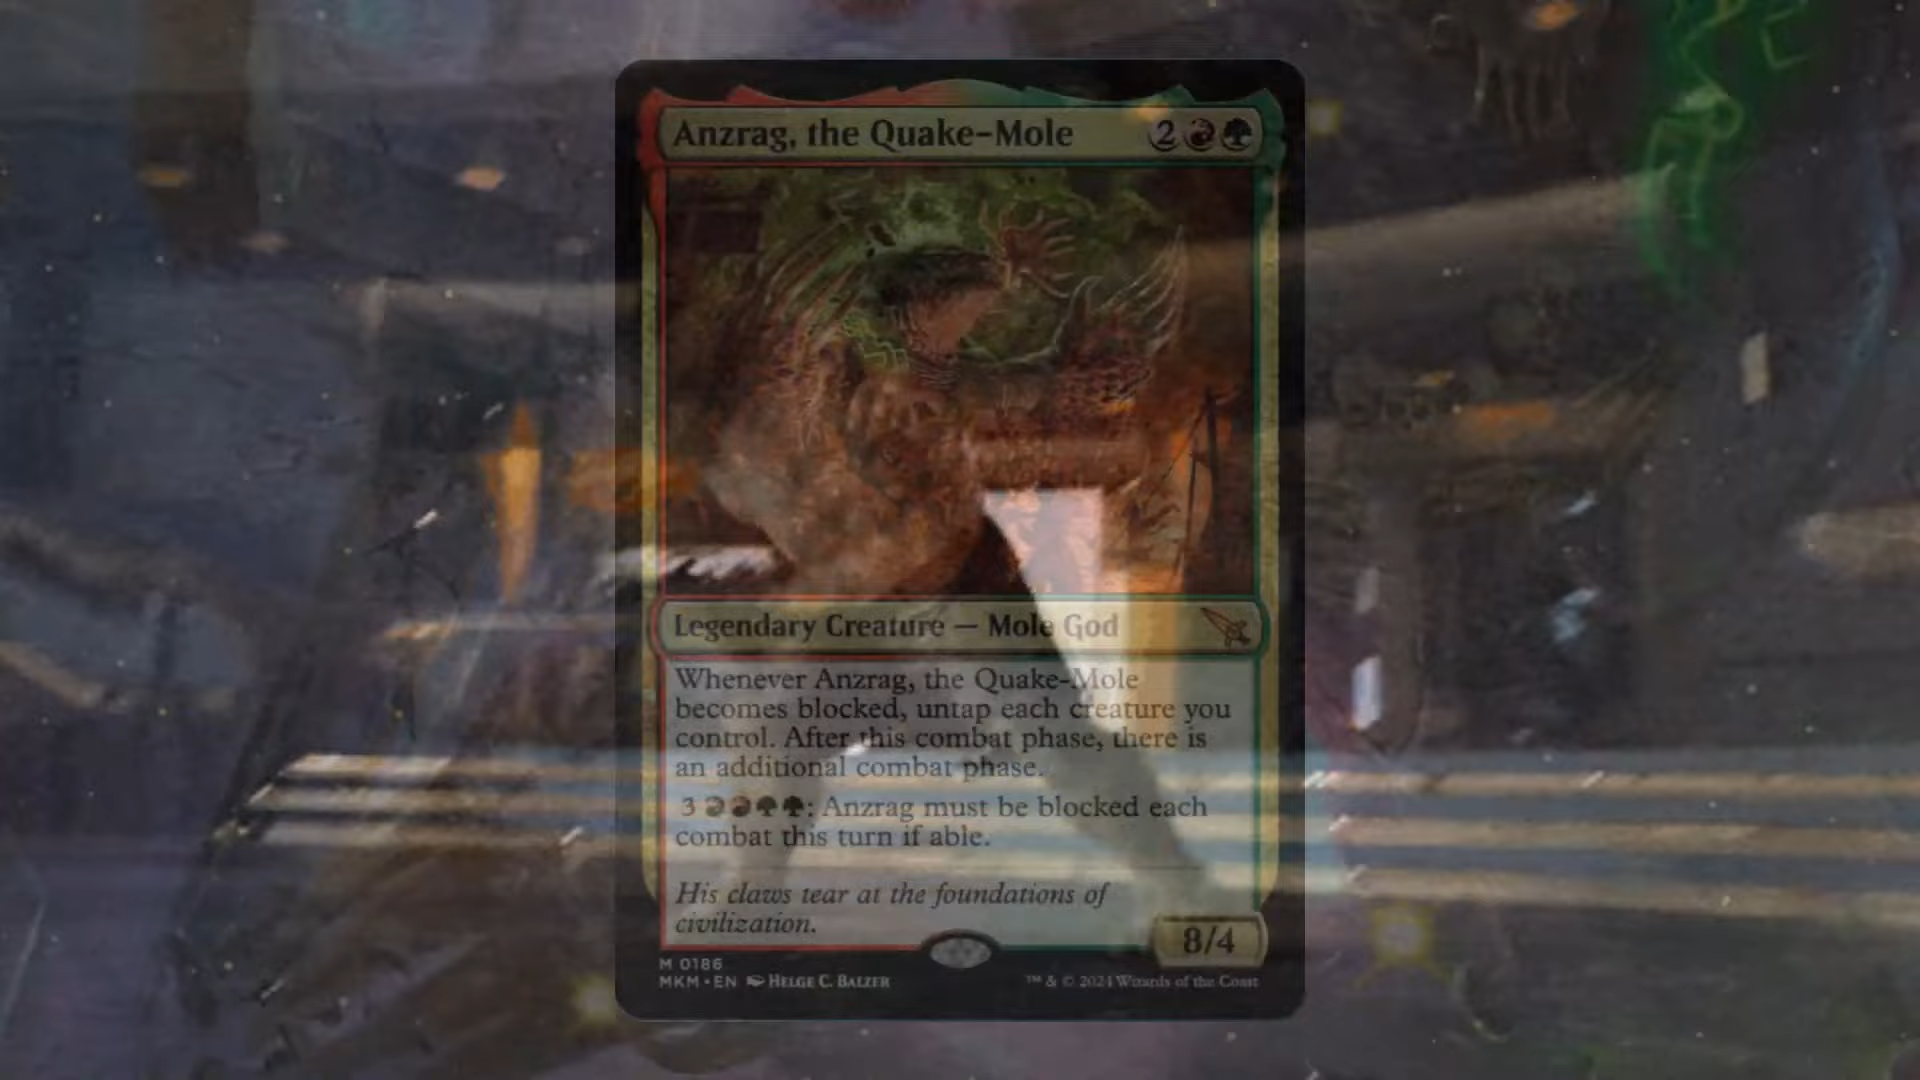 Anzrag, the Quake-Mole 2
Legendary Creature — Mole God
Whenever Anzrag, the Quake-Mole
becomes blocked, untap each creature you
control. After this combat phase, there is
an additional combat phase.
3 : Anzrag must be blocked each
combat this turn if able.
His claws tear at the foundations of
civilization.
8/4
M 0186
MKM • EN HELGE C. BALZER
™ & © 2024 Wizards of the Coast